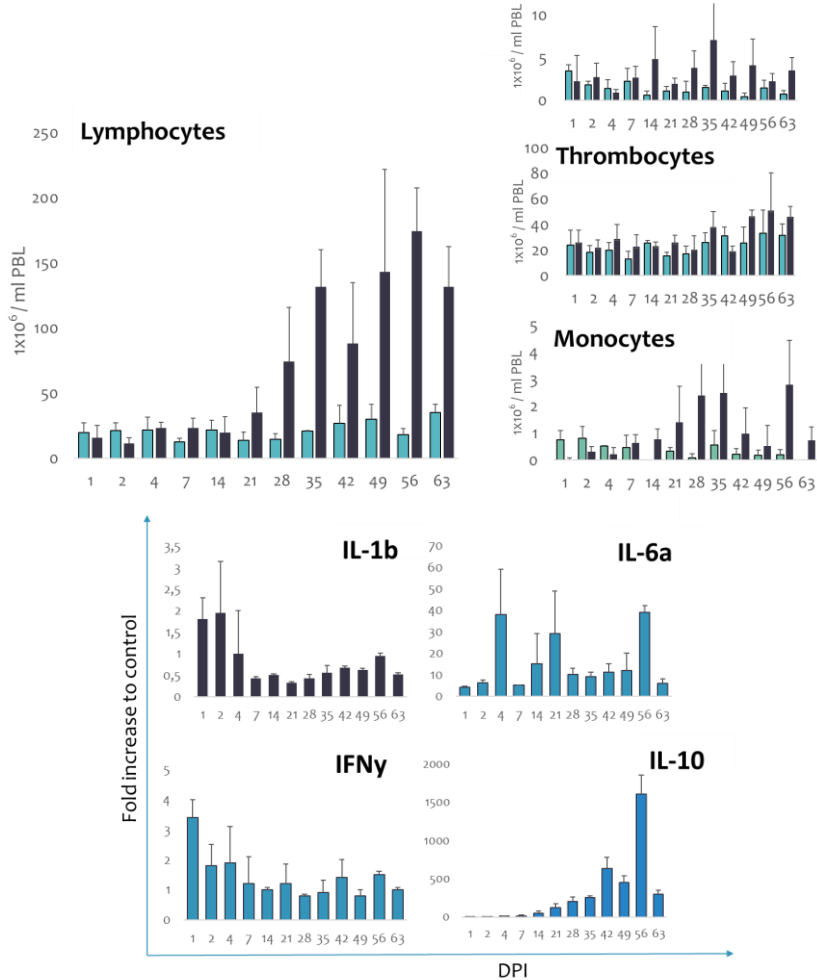 10
5
0
1x10⁶ / ml PBL
1 2 4 7 14 21 28 35 42 49 56 63
Lymphocytes
250
200
150
100
50
0
1x10⁶ / ml PBL
1 2 4 7 14 21 28 35 42 49 56 63
Thrombocytes
100
80
60
40
20
0
1x10⁶ / ml PBL
1 2 4 7 14 21 28 35 42 49 56 63
Monocytes
5
4
3
2
1
0
1x10⁶ / ml PBL
1 2 4 7 14 21 28 35 42 49 56 63
Fold increase to control
IL-1b
3,5
3
2,5
2
1,5
1
0,5
0
1 2 4 7 14 21 28 35 42 49 56 63
IL-6a
70
60
50
40
30
20
10
0
1 2 4 7 14 21 28 35 42 49 56 63
IFNy
5
4
3
2
1
0
1 2 4 7 14 21 28 35 42 49 56 63
IL-10
2000
1500
1000
500
0
1 2 4 7 14 21 28 35 42 49 56 63
DPI